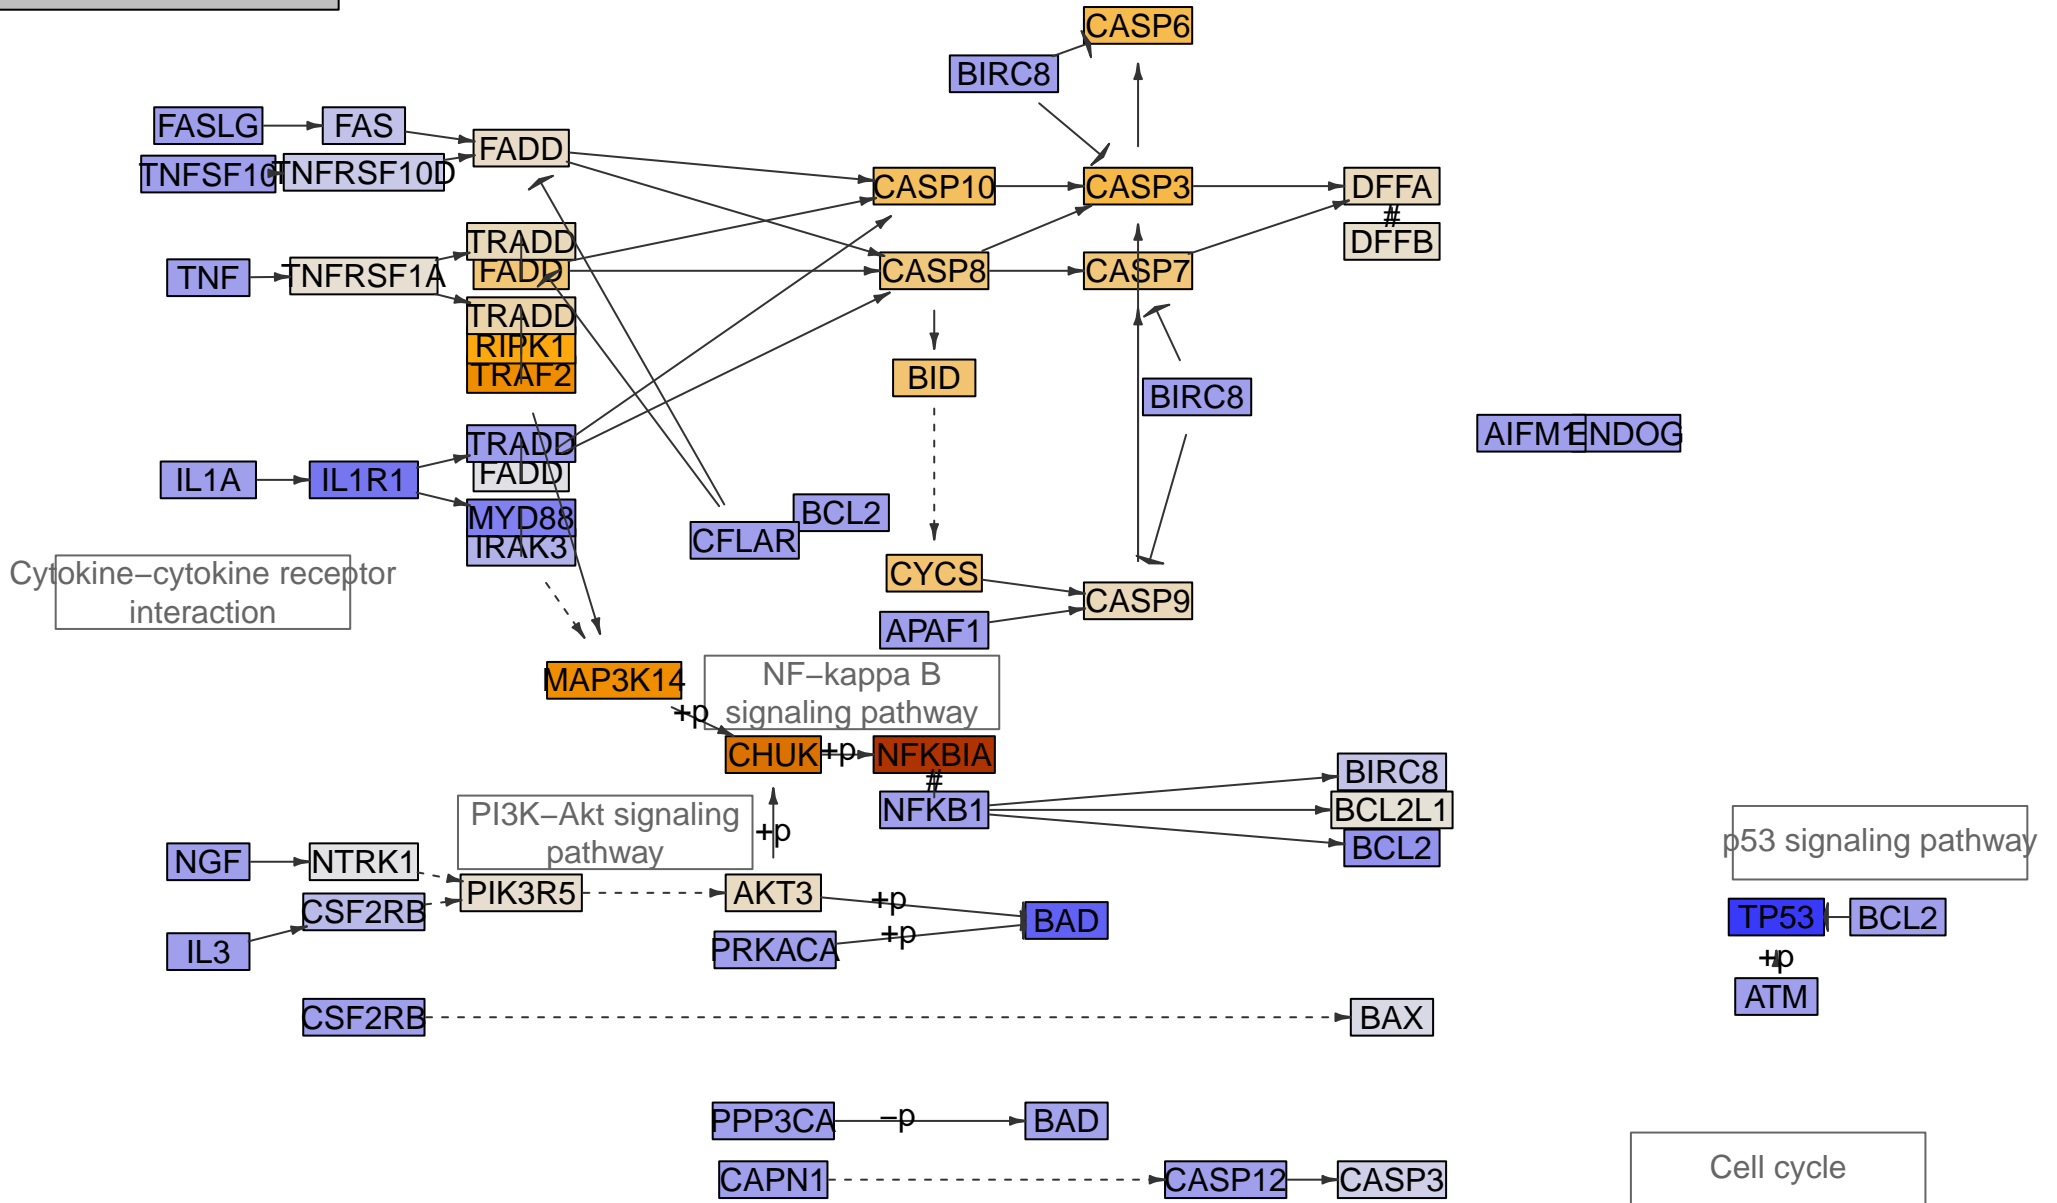 CASP6
BIRC8
FASLG
FAS
FADD
TNFSF10
TNFRSF10D
CASP10
CASP3
DFFA
#
DFFB
TRADD
FADD
TNF
TNFRSF1A
CASP8
CASP7
TRADD
RIPK1
TRAF2
BID
BIRC8
TRADD
FADD
AIFM1
ENDOG
IL1A
IL1R1
MYD88
IRAK3
BCL2
CFLAR
Cytokine−cytokine receptor
interaction
CYCS
CASP9
APAF1
MAP3K14
NF−kappa B
signaling pathway
+p
CHUK
+p
NFKBIA
#
NFKB1
BIRC8
BCL2L1
BCL2
PI3K−Akt signaling
pathway
+p
p53 signaling pathway
NGF
NTRK1
PIK3R5
AKT3
+p
CSF2RB
BAD
TP53
BCL2
IL3
PRKACA
+p
+p
ATM
CSF2RB
BAX
PPP3CA
−p
BAD
CAPN1
CASP12
CASP3
Cell cycle